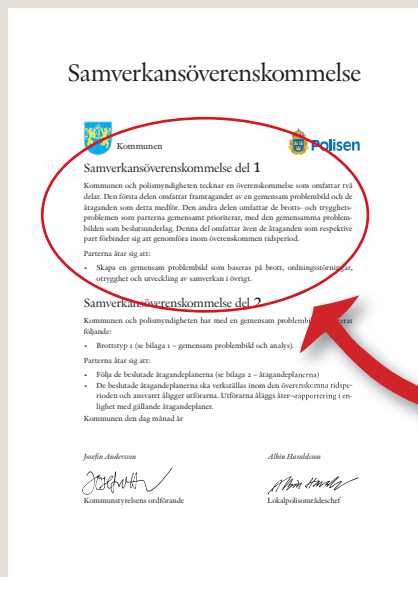 Samverkansöverenskommelse
Kommunen
Polisen
Samverkansöverenskommelse del 1
Kommunen och polismyndigheten tecknar en överenskommelse som omfattar två
delar. Den första delen omfattar framtagandet av en gemensam problembild och de
åtaganden som detta medför. Den andra delen omfattar de brotts- och trygghets-
problemen som parterna gemensamt prioriterar, med den gemensamma problem-
bilden som beslutsunderlag. Denna del omfattar även de åtaganden som respektive
part förbinder sig att genomföra inom överenskommen tidsperiod.
Parterna åtar sig att:
• Skapa en gemensam problembild som baseras på brott, ordningsstörningar,
otrygghet och utveckling av samverkan i övrigt.
Samverkansöverenskommelse del 2
Kommunen och polismyndigheten har med en gemensam
följande:
• Brottstyp 1 (se bilaga 1 – gemensam problembild och analys).
Parterna åtar sig att:
• Följa de beslutade åtagandeplanerna (se bilaga 2 – åtagandeplanerna)
• De beslutade åtagandeplanerna ska verkställas inom den överenskomna tidspe-
rioden och ansvaret åligger utförarna. Utförarna åläggs åter-rapportering i en-
lighet med gällande åtagandeplaner.
Kommunen den dag månad år
Josefin Andersson
Albin Haraldsson
Kommunstyrelsens ordförande
Lokalpolisområdeschef